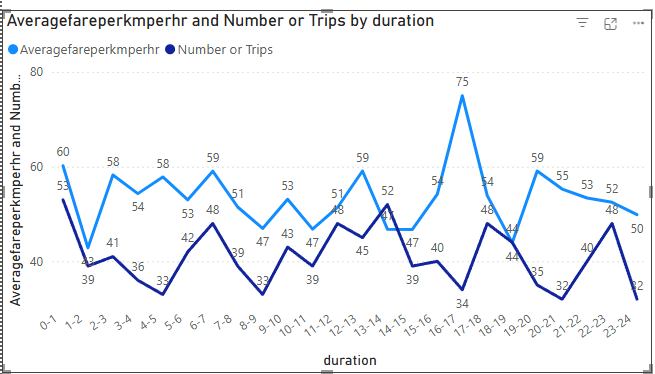 Averagefareperkmperhr and Number or Trips by duration
Averagefareperkmperhr Number or Trips
Averagefareperkmperhr and Numb...
80
60
40
60 43 58 54 58 53 59 51 47 53 47 51 59 47 47 54 75 54 44 59 55 53 52 50
53 39 41 36 33 42 48 39 33 43 39 48 45 52 39 40 34 48 44 35 32 40 48 32
0-1 1-2 2-3 3-4 4-5 5-6 6-7 7-8 8-9 9-10 10-11 11-12 12-13 13-14 14-15 15-16 16-17 17-18 18-19 19-20 20-21 21-22 22-23 23-24
duration